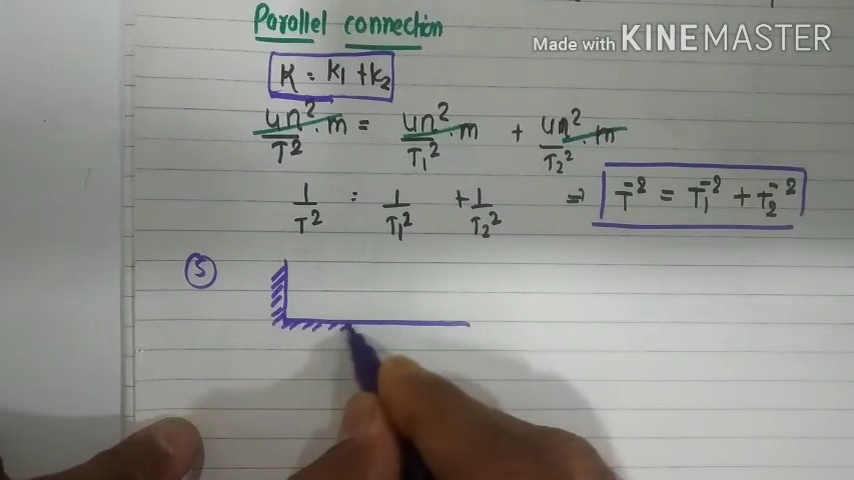 Parallel connection
Made with KINEMASTER
K = k₁ + k₂
4π²/T² · m = 4π²/T₁² · m + 4π²/T₂² · m
1/T² = 1/T₁² + 1/T₂² ⇒ T⁻² = T₁⁻² + T₂⁻²
5